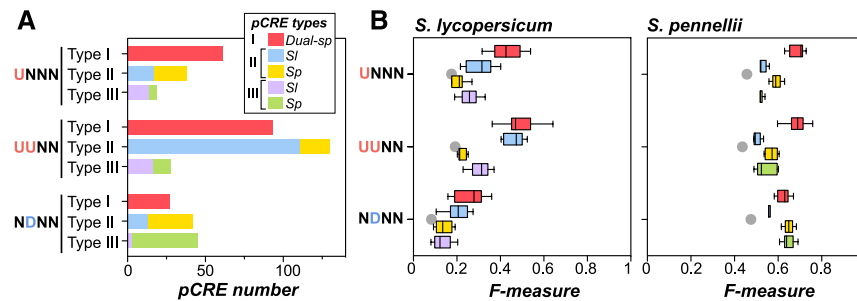 A
pCRE types
I Dual-sp
II Sl
Sp
III Sl
Sp
UNNN
Type I
Type II
Type III
UUNN
Type I
Type II
Type III
NDNN
Type I
Type II
Type III
0 50 100
pCRE number
B
S. lycopersicum
S. pennellii
UNNN
UUNN
NDNN
0 0.2 0.4 0.6 0.8 1
F-measure
0 0.2 0.4 0.6 0.8
F-measure